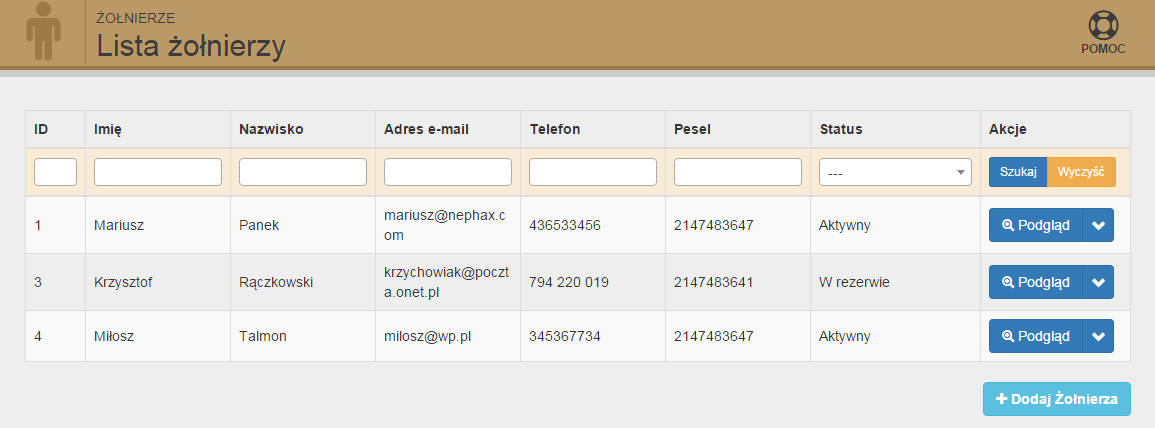 ŻOŁNIERZE
Lista żołnierzy
POMOC
ID Imię Nazwisko Adres e-mail Telefon Pesel Status Akcje
--- Szukaj Wyczyść
1 Mariusz Panek mariusz@nephax.c 436533456 2147483647 Aktywny Podgląd
om
3 Krzysztof Rączkowski krzychowiak@poczt 794 220 019 2147483641 W rezerwie Podgląd
a.onet.pl
4 Miłosz Talmon milosz@wp.pl 345367734 2147483647 Aktywny Podgląd
Dodaj Żołnierza